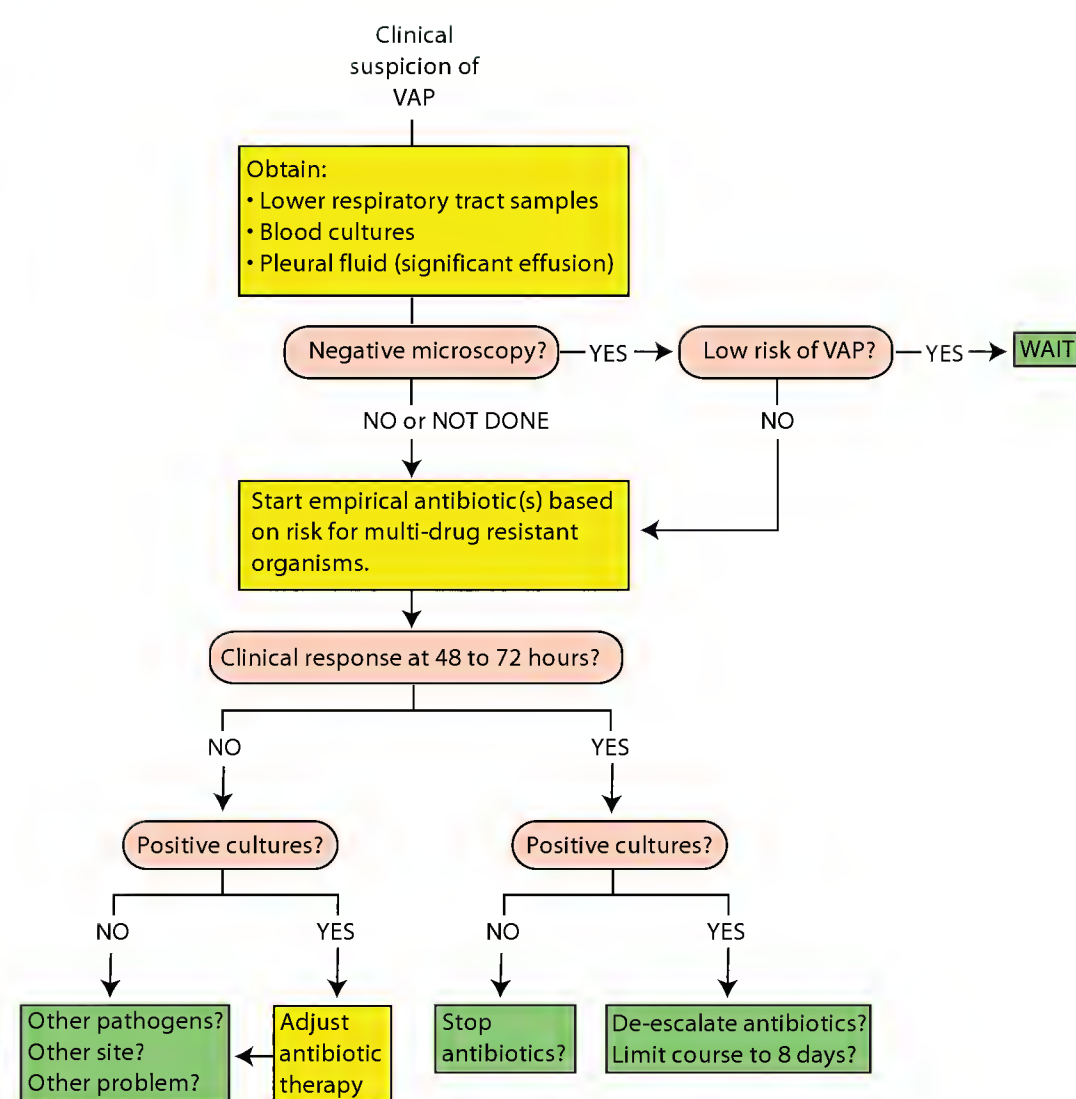 Clinical
suspicion of
VAP
Obtain:
• Lower respiratory tract samples
• Blood cultures
• Pleural fluid (significant effusion)
Negative microscopy?
YES
Low risk of VAP?
YES
WAIT
NO or NOT DONE
NO
Start empirical antibiotic(s) based
on risk for multi-drug resistant
organisms.
Clinical response at 48 to 72 hours?
NO
YES
Positive cultures?
Positive cultures?
NO
YES
NO
YES
Other pathogens?
Other site?
Other problem?
Adjust
antibiotic
therapy
Stop
antibiotics?
De-escalate antibiotics?
Limit course to 8 days?